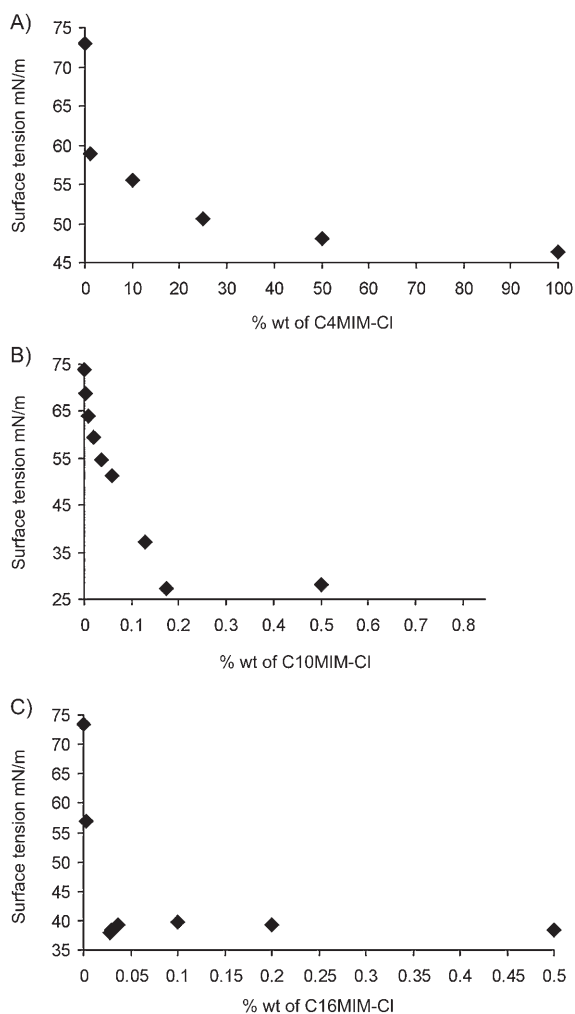 A)
Surface tension mN/m
75
70
65
60
55
50
45
0 10 20 30 40 50 60 70 80 90 100
% wt of C4MIM-Cl
B)
Surface tension mN/m
75
65
55
45
35
25
0 0.1 0.2 0.3 0.4 0.5 0.6 0.7 0.8
% wt of C10MIM-Cl
C)
Surface tension mN/m
75
70
65
60
55
50
45
40
35
0 0.05 0.1 0.15 0.2 0.25 0.3 0.35 0.4 0.45 0.5
% wt of C16MIM-Cl